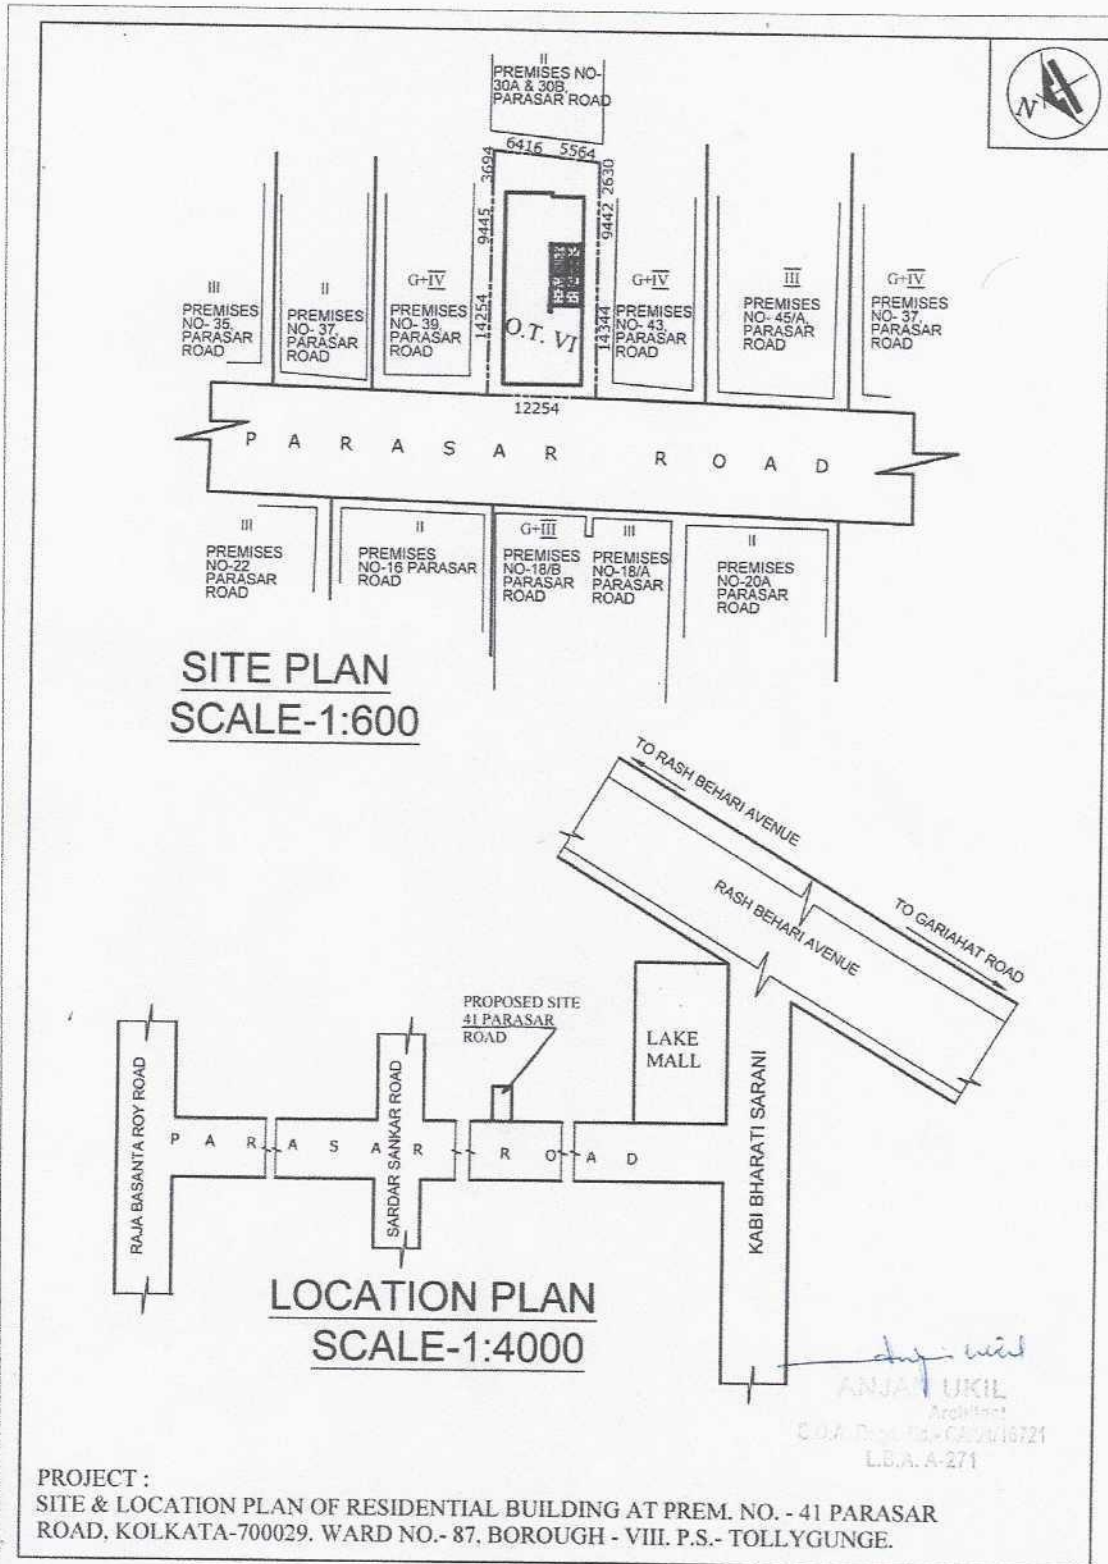 N
II
PREMISES NO-
30A & 30B,
PARASAR ROAD
6416 5564
3694
2630
9445
9442
14254
14344
O.T. VI
12254
III
PREMISES
NO- 35,
PARASAR
ROAD
II
PREMISES
NO- 37,
PARASAR
ROAD
G+IV
PREMISES
NO- 39,
PARASAR
ROAD
G+IV
PREMISES
NO- 43,
PARASAR
ROAD
III
PREMISES
NO- 45/A,
PARASAR
ROAD
G+IV
PREMISES
NO- 37,
PARASAR
ROAD
PARASAR ROAD
III
PREMISES
NO-22
PARASAR
ROAD
II
PREMISES
NO-16 PARASAR
ROAD
G+III
PREMISES
NO-18/B
PARASAR
ROAD
III
PREMISES
NO-18/A
PARASAR
ROAD
II
PREMISES
NO-20A
PARASAR
ROAD
SITE PLAN
SCALE-1:600
TO RASH BEHARI AVENUE
RASH BEHARI AVENUE
TO GARIAHAT ROAD
PROPOSED SITE
41 PARASAR
ROAD
LAKE
MALL
RAJA BASANTA ROY ROAD
SARDAR SANKAR ROAD
KABI BHARATI SARANI
PARASAR ROAD
LOCATION PLAN
SCALE-1:4000
ANJAN UKIL
Architect
L.B.A. A-271
PROJECT :
SITE & LOCATION PLAN OF RESIDENTIAL BUILDING AT PREM. NO. - 41 PARASAR
ROAD, KOLKATA-700029. WARD NO.- 87, BOROUGH - VIII. P.S.- TOLLYGUNGE.